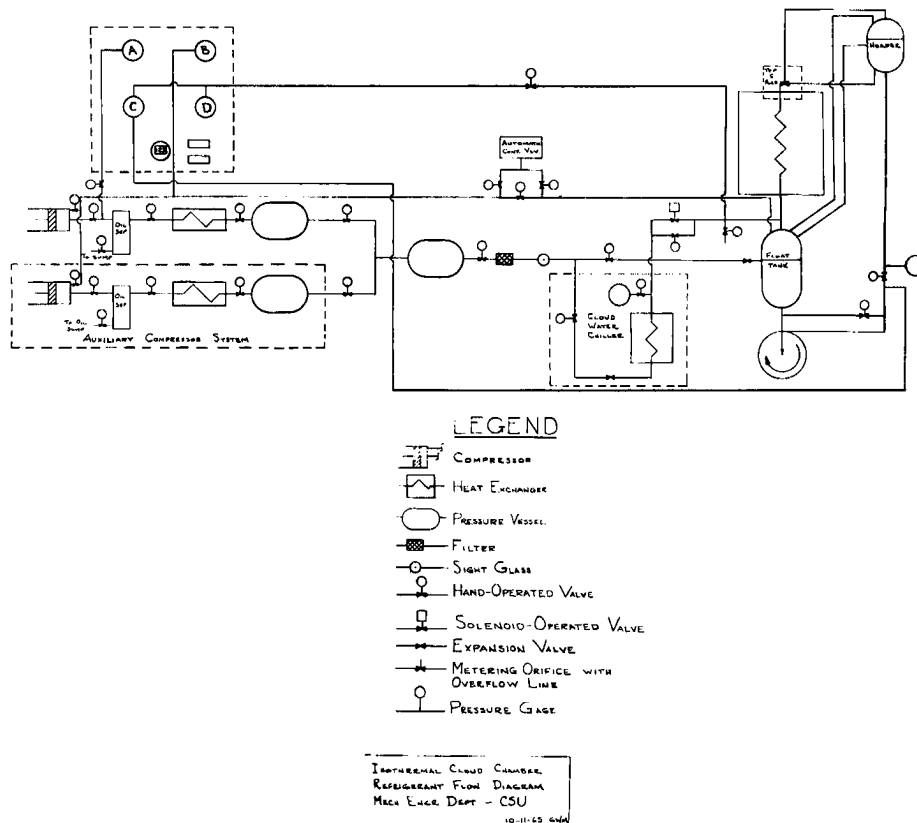 A
B
HEADER
C
D
AUTOMATIC
CONT. VLV.
OIL
SEP
TO SUMP
FLOAT
TANK
OIL
SEP
TO OIL
SUMP
AUXILIARY COMPRESSOR SYSTEM
CLOUD
WATER
CHILLER
LEGEND
COMPRESSOR
HEAT EXCHANGER
PRESSURE VESSEL
FILTER
SIGHT GLASS
HAND-OPERATED VALVE
SOLENOID-OPERATED VALVE
EXPANSION VALVE
METERING ORIFICE WITH
OVERFLOW LINE
PRESSURE GAGE
ISOTHERMAL CLOUD CHAMBER
REFRIGERANT FLOW DIAGRAM
MECH ENGR DEPT - CSU
10-11-65